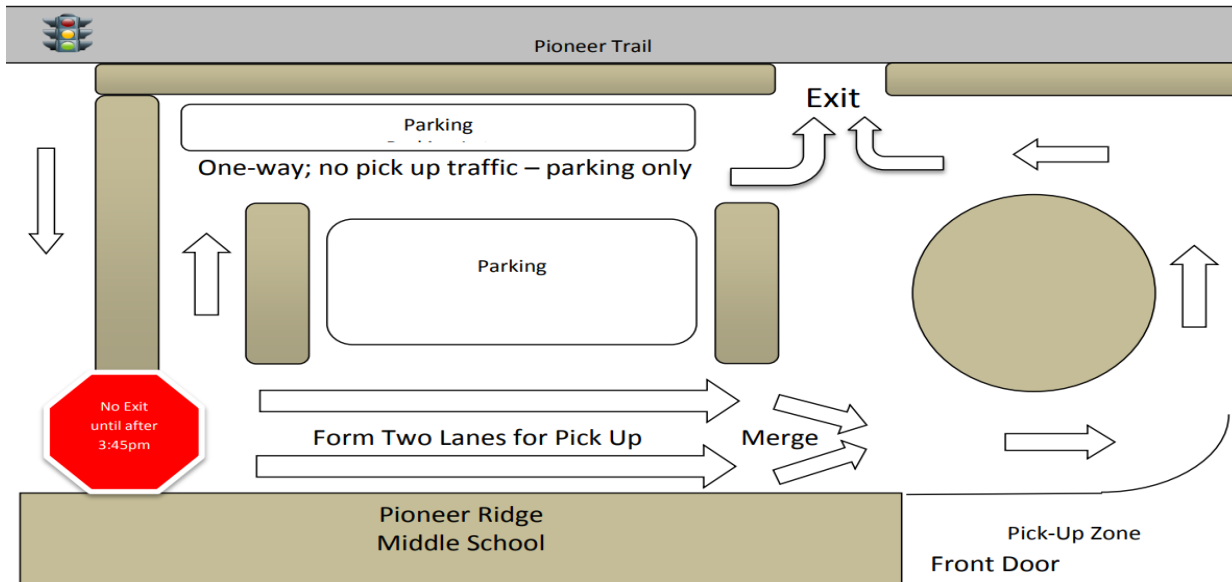 Pioneer Trail
Exit
Parking
One-way; no pick up traffic – parking only
Parking
No Exit
until after
3:45pm
Form Two Lanes for Pick Up
Merge
Pioneer Ridge
Middle School
Pick-Up Zone
Front Door